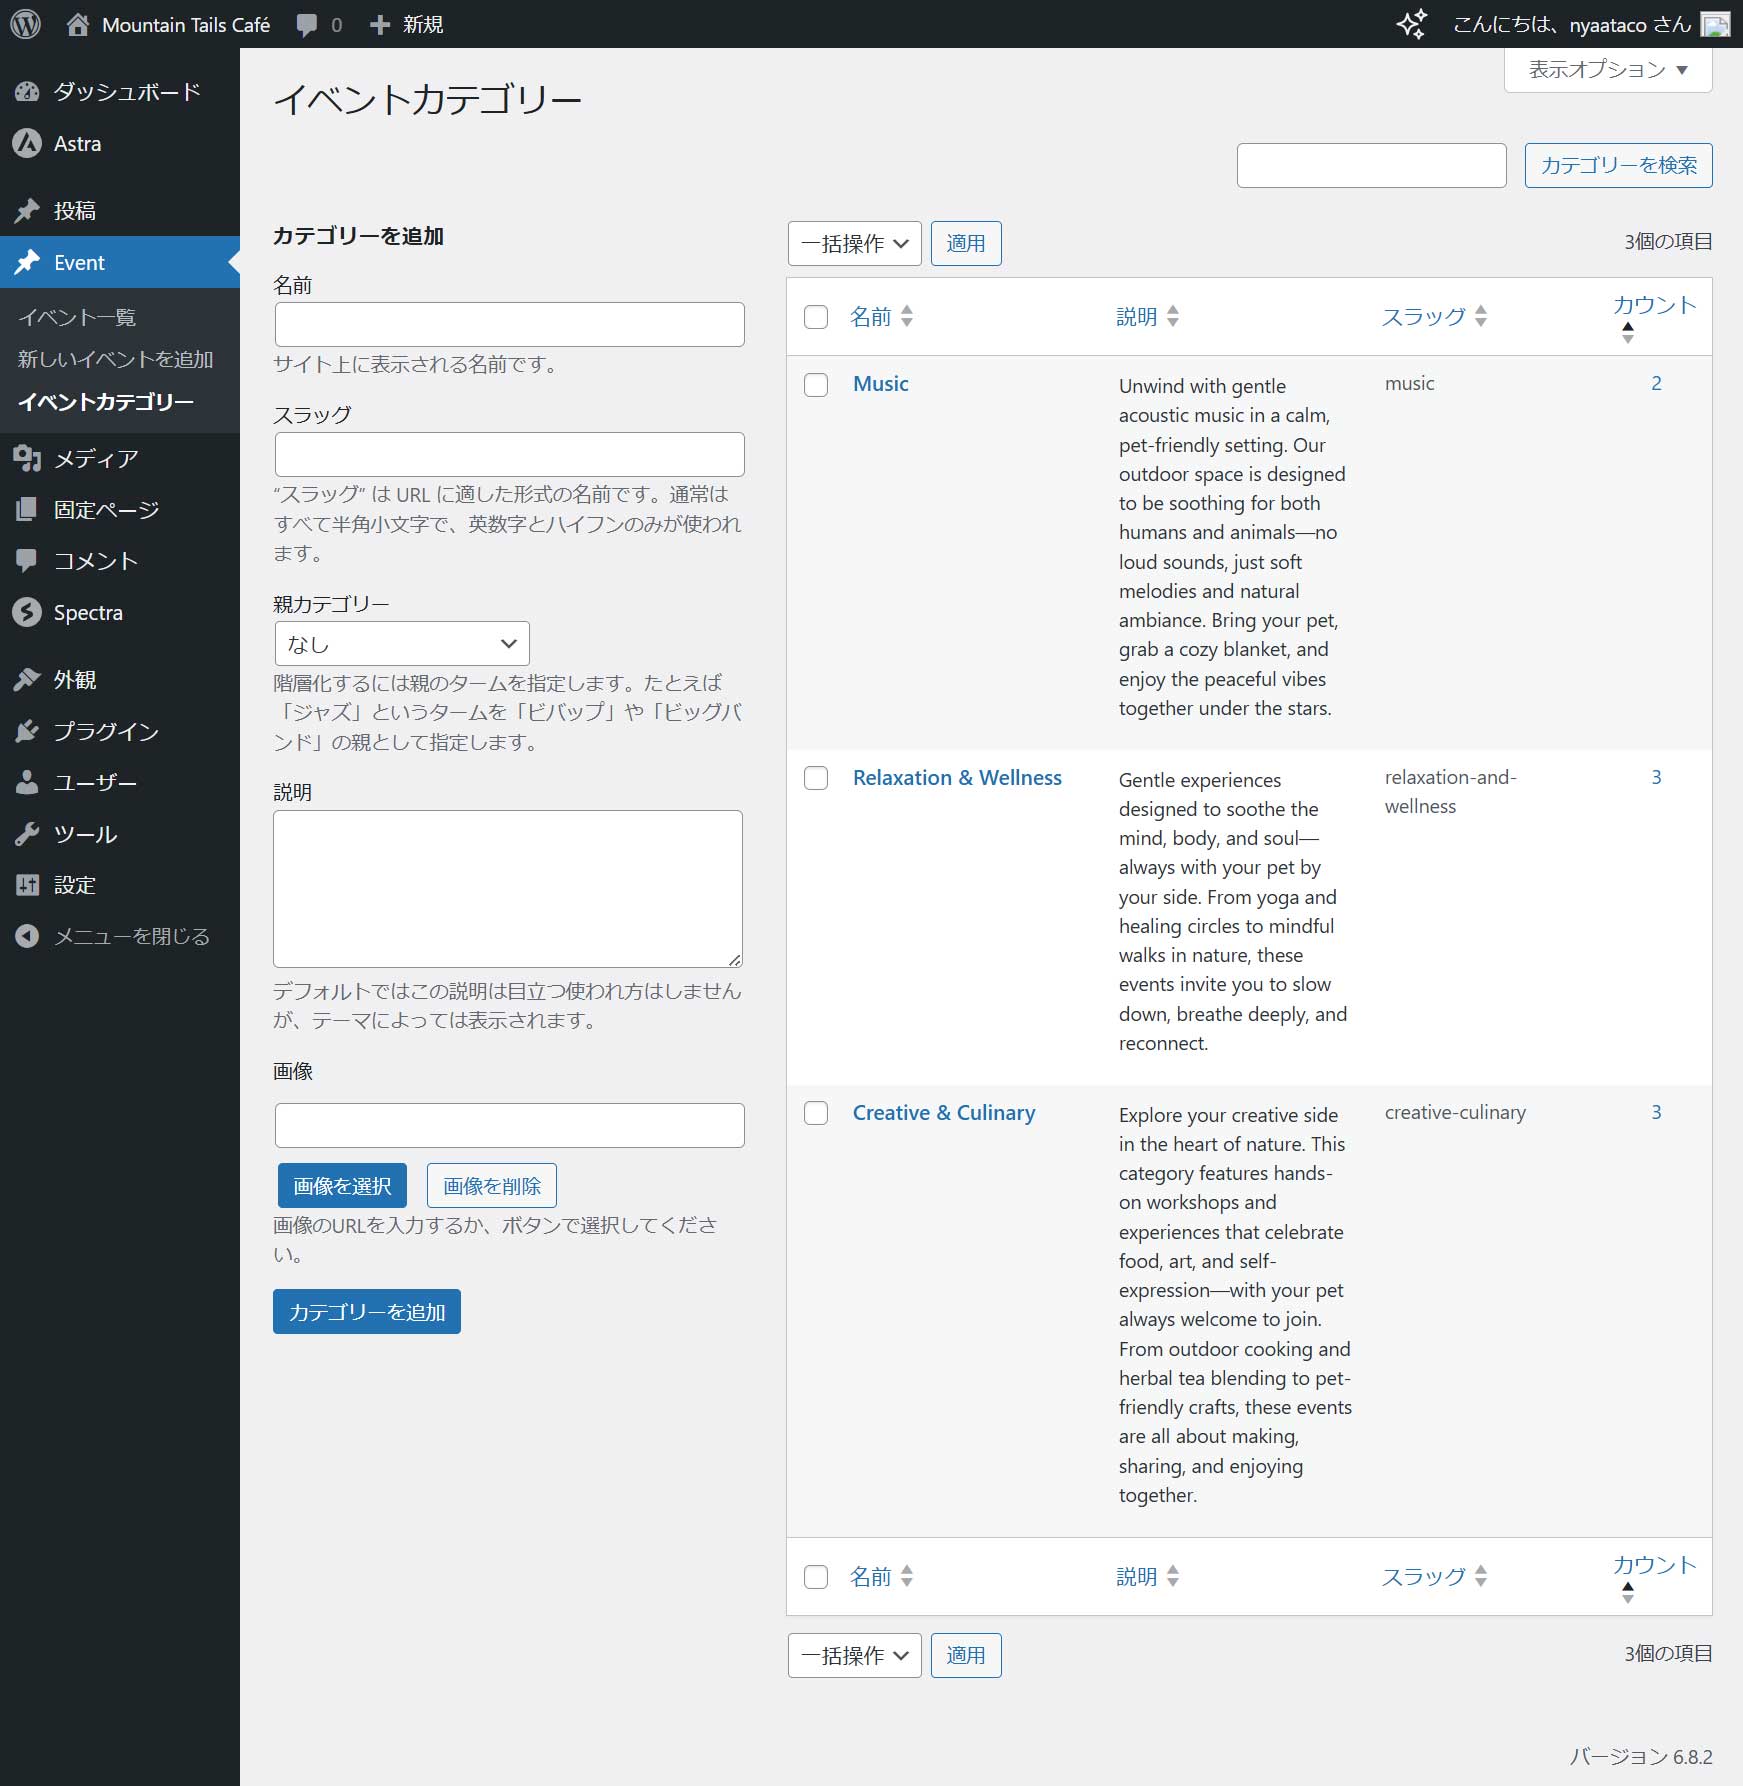 Mountain Tails Café
0
新規
こんにちは、nyaataco さん
ダッシュボード
Astra
投稿
Event
イベント一覧
新しいイベントを追加
イベントカテゴリー
メディア
固定ページ
コメント
Spectra
外観
プラグイン
ユーザー
ツール
設定
メニューを閉じる
表示オプション ▼
イベントカテゴリー
カテゴリーを検索
カテゴリーを追加
名前
サイト上に表示される名前です。
スラッグ
“スラッグ” は URL に適した形式の名前です。通常は
すべて半角小文字で、英数字とハイフンのみが使われ
ます。
親カテゴリー
なし
階層化するには親のタームを指定します。たとえば
「ジャズ」というタームを「ビバップ」や「ビッグバ
ンド」の親として指定します。
説明
デフォルトではこの説明は目立つ使われ方はしません
が、テーマによっては表示されます。
画像
画像を選択
画像を削除
画像のURLを入力するか、ボタンで選択してくださ
い。
カテゴリーを追加
一括操作
適用
3個の項目
名前
説明
スラッグ
カウント
Music
Unwind with gentle
acoustic music in a calm,
pet-friendly setting. Our
outdoor space is designed
to be soothing for both
humans and animals—no
loud sounds, just soft
melodies and natural
ambiance. Bring your pet,
grab a cozy blanket, and
enjoy the peaceful vibes
together under the stars.
music
2
Relaxation & Wellness
Gentle experiences
designed to soothe the
mind, body, and soul—
always with your pet by
your side. From yoga and
healing circles to mindful
walks in nature, these
events invite you to slow
down, breathe deeply, and
reconnect.
relaxation-and-
wellness
3
Creative & Culinary
Explore your creative side
in the heart of nature. This
category features hands-
on workshops and
experiences that celebrate
food, art, and self-
expression—with your pet
always welcome to join.
From outdoor cooking and
herbal tea blending to pet-
friendly crafts, these events
are all about making,
sharing, and enjoying
together.
creative-culinary
3
名前
説明
スラッグ
カウント
一括操作
適用
3個の項目
バージョン 6.8.2